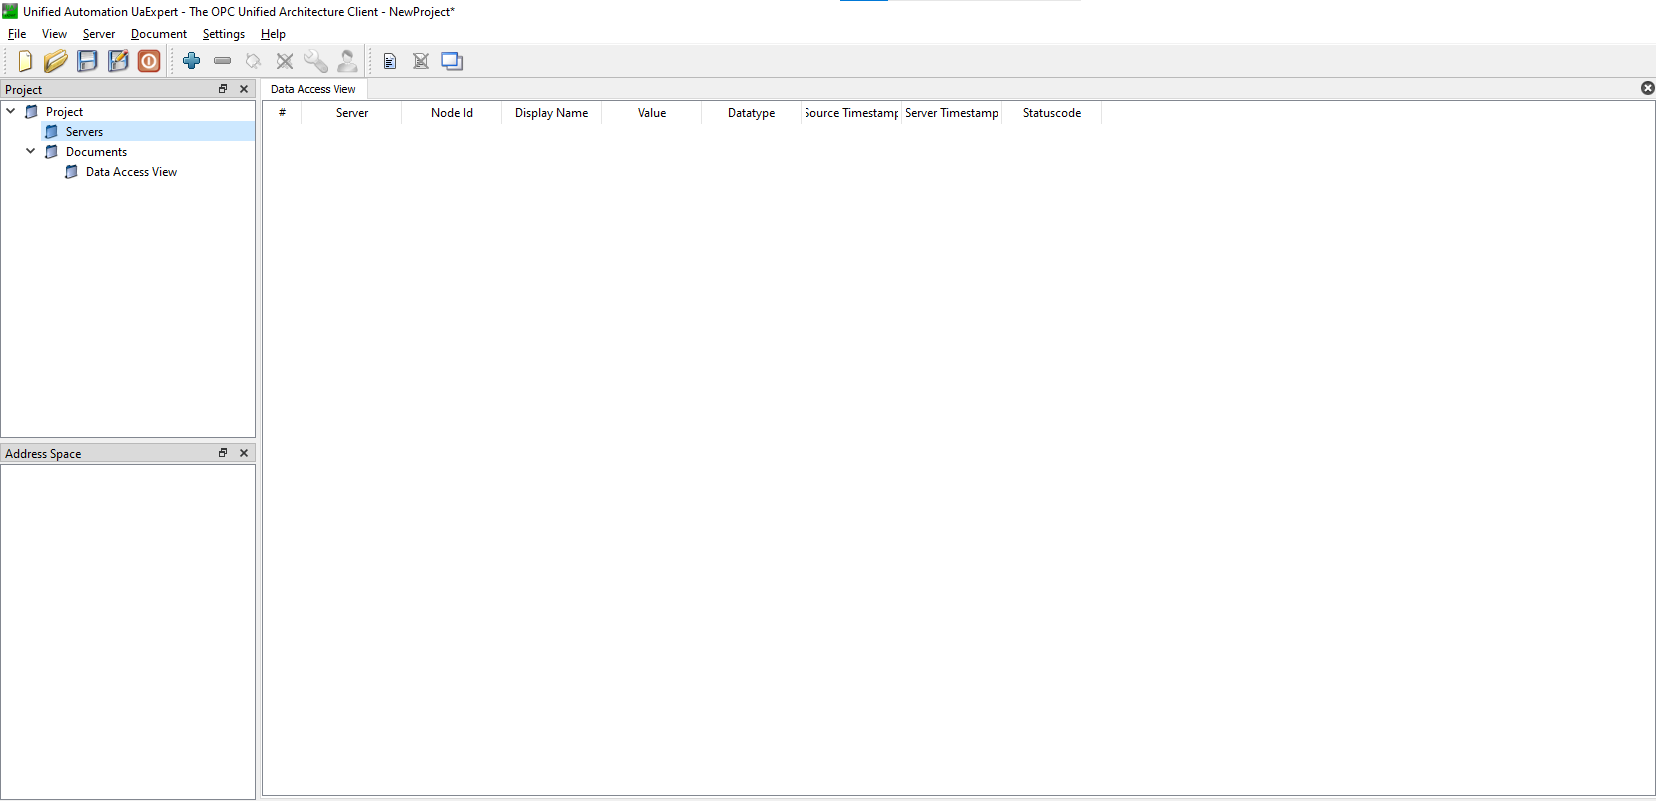 Unified Automation UaExpert - The OPC Unified Architecture Client - NewProject*
File View Server Document Settings Help
Project
Data Access View
Project
Servers
Documents
Data Access View
# Server Node Id Display Name Value Datatype Source Timestamp Server Timestamp Statuscode
Address Space